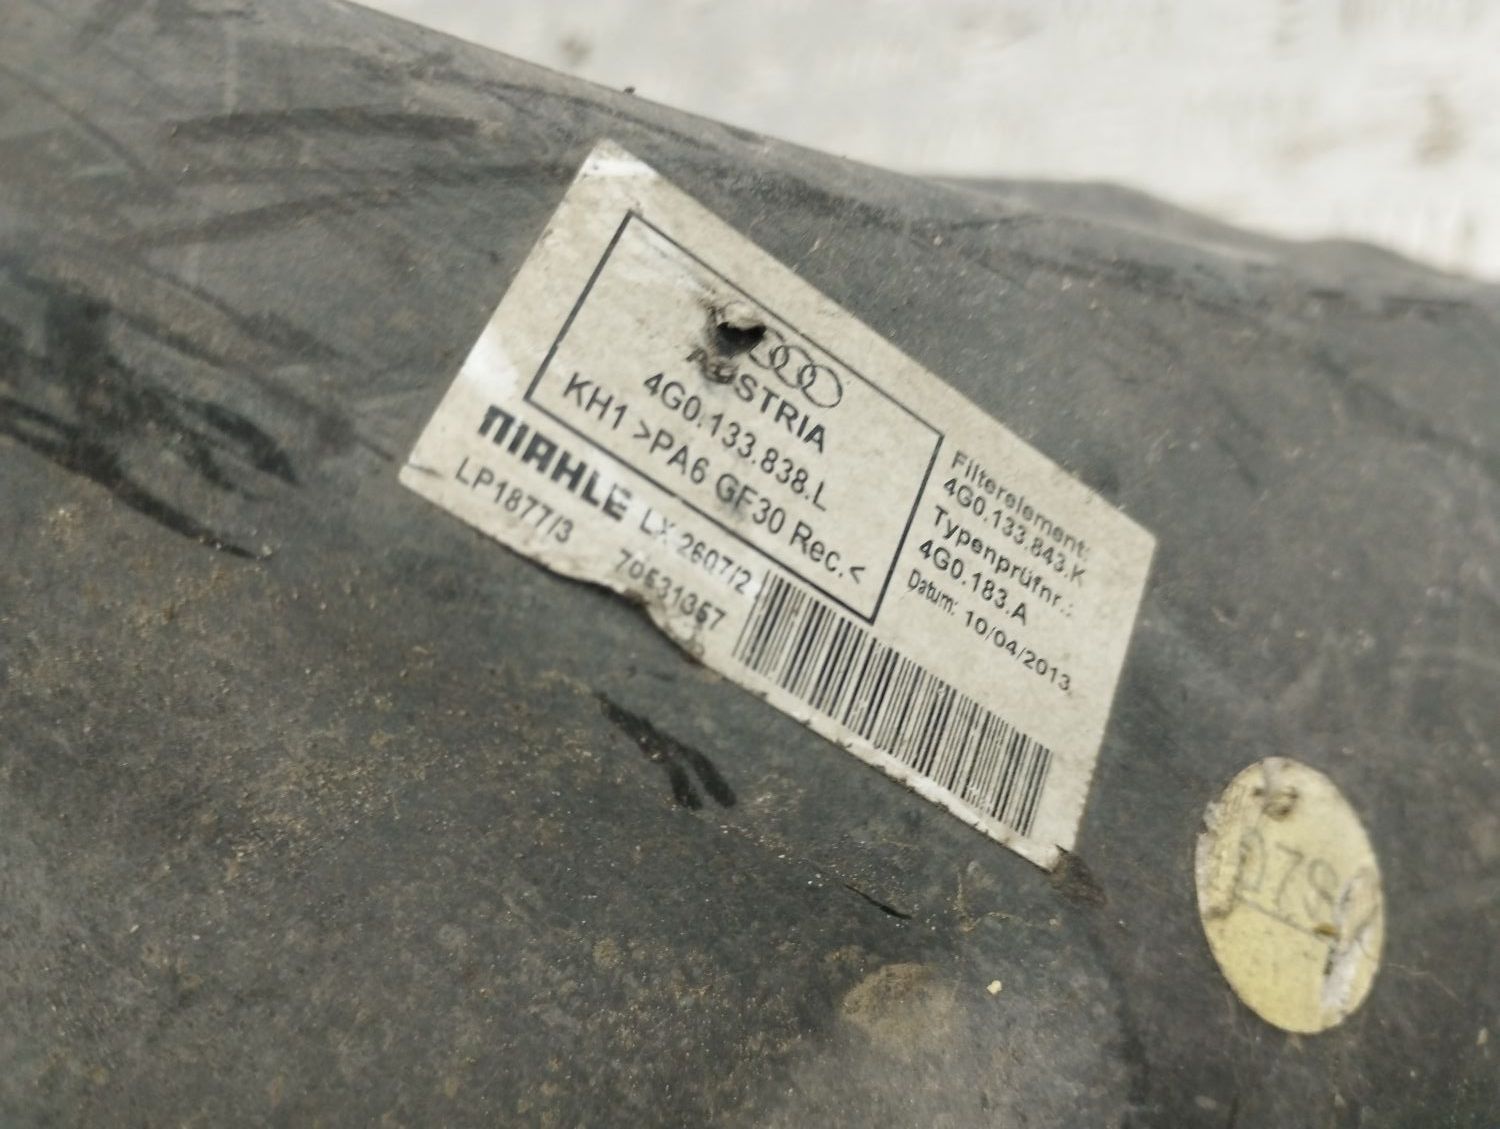 AUSTRIA
4G0.133.838.L
KH1 >PA6 GF30 Rec.<
MAHLE LX 2607/2
LP1877/3 70531367
Filterelement:
4G0.133.843.K
Typenprüfnr.:
4G0.183.A
Datum: 10/04/2013